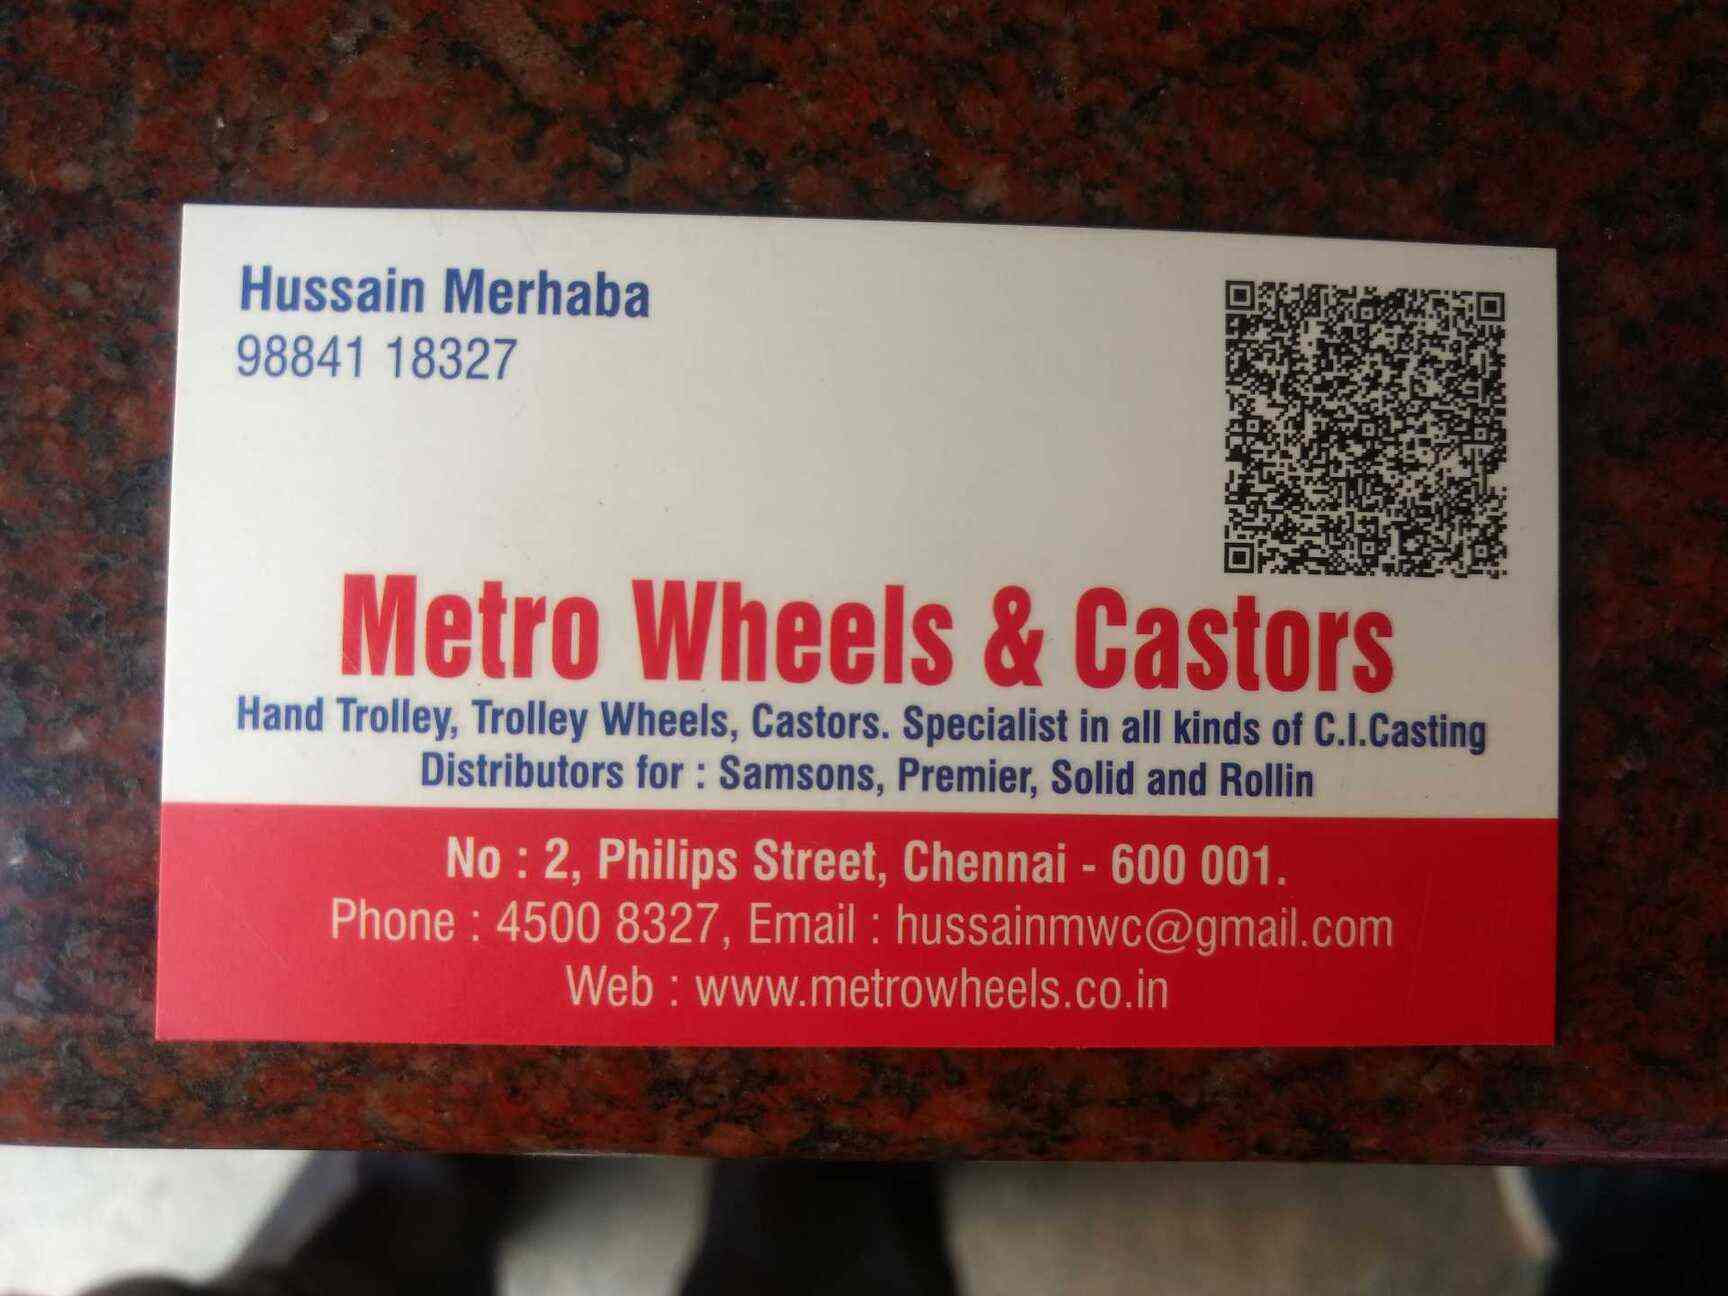 Hussain Merhaba
98841 18327
Metro Wheels & Castors
Hand Trolley, Trolley Wheels, Castors. Specialist in all kinds of C.I.Casting
Distributors for : Samsons, Premier, Solid and Rollin
No : 2, Philips Street, Chennai - 600 001.
Phone : 4500 8327, Email : hussainmwc@gmail.com
Web : www.metrowheels.co.in